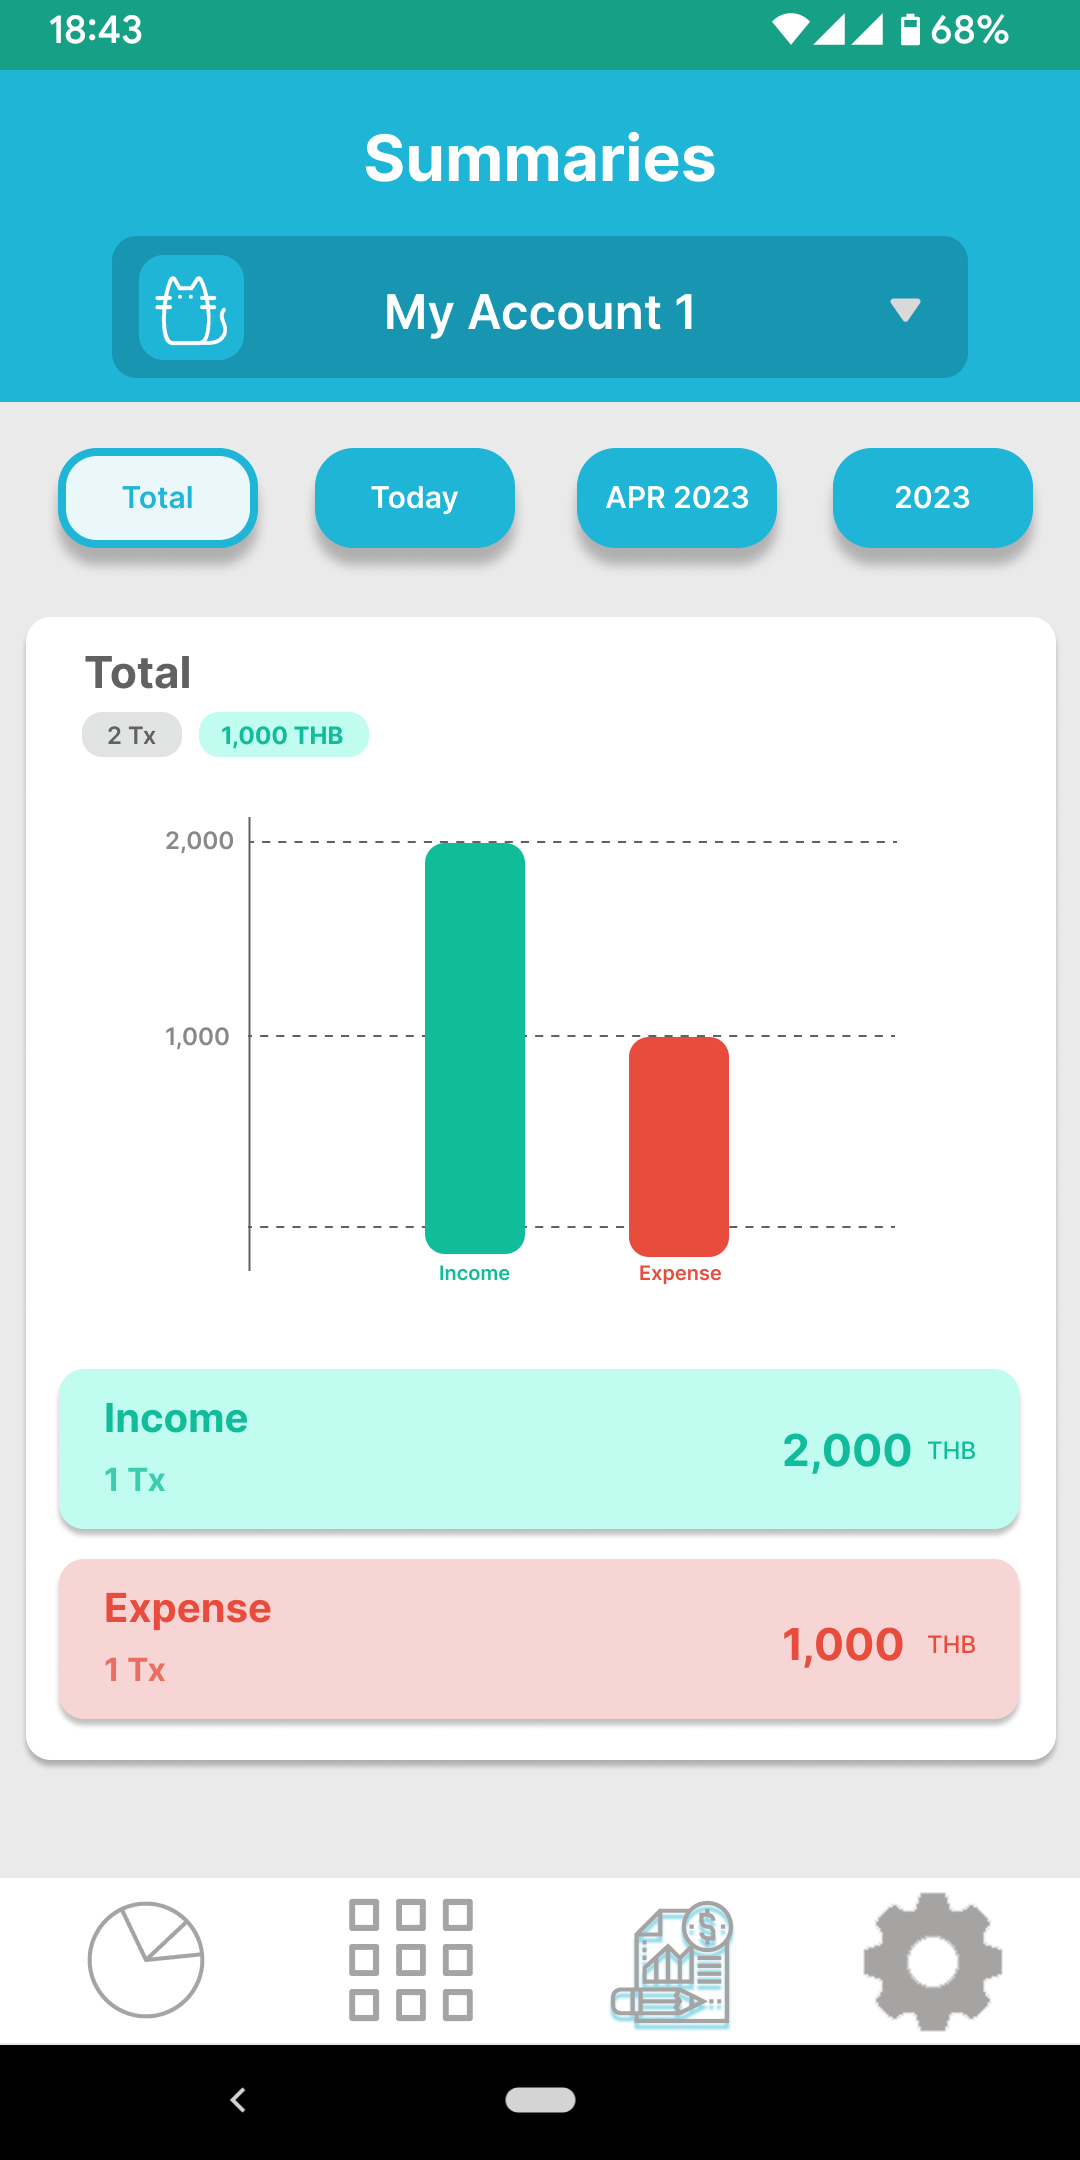 18:43 68%
Summaries
My Account 1
Total Today APR 2023 2023
Total
2 Tx 1,000 THB
2,000
1,000
Income Expense
Income
1 Tx
2,000 THB
Expense
1 Tx
1,000 THB
$